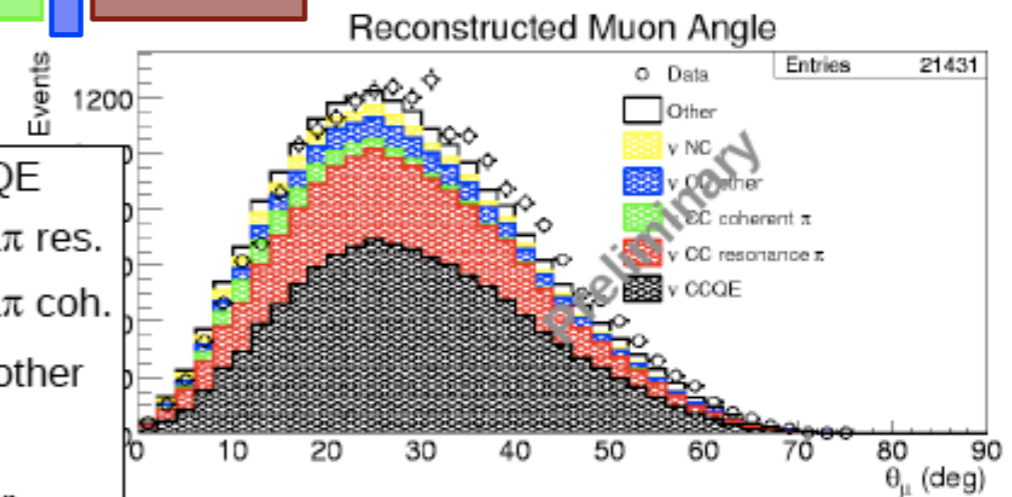 Reconstructed Muon Angle
Events
1200
Entries 21431
Data
Other
ν NC
ν CC other
CC coherent π
ν CC resonance π
ν CCQE
Preliminary
QE
π res.
π coh.
other
0 10 20 30 40 50 60 70 80 90
θμ (deg)